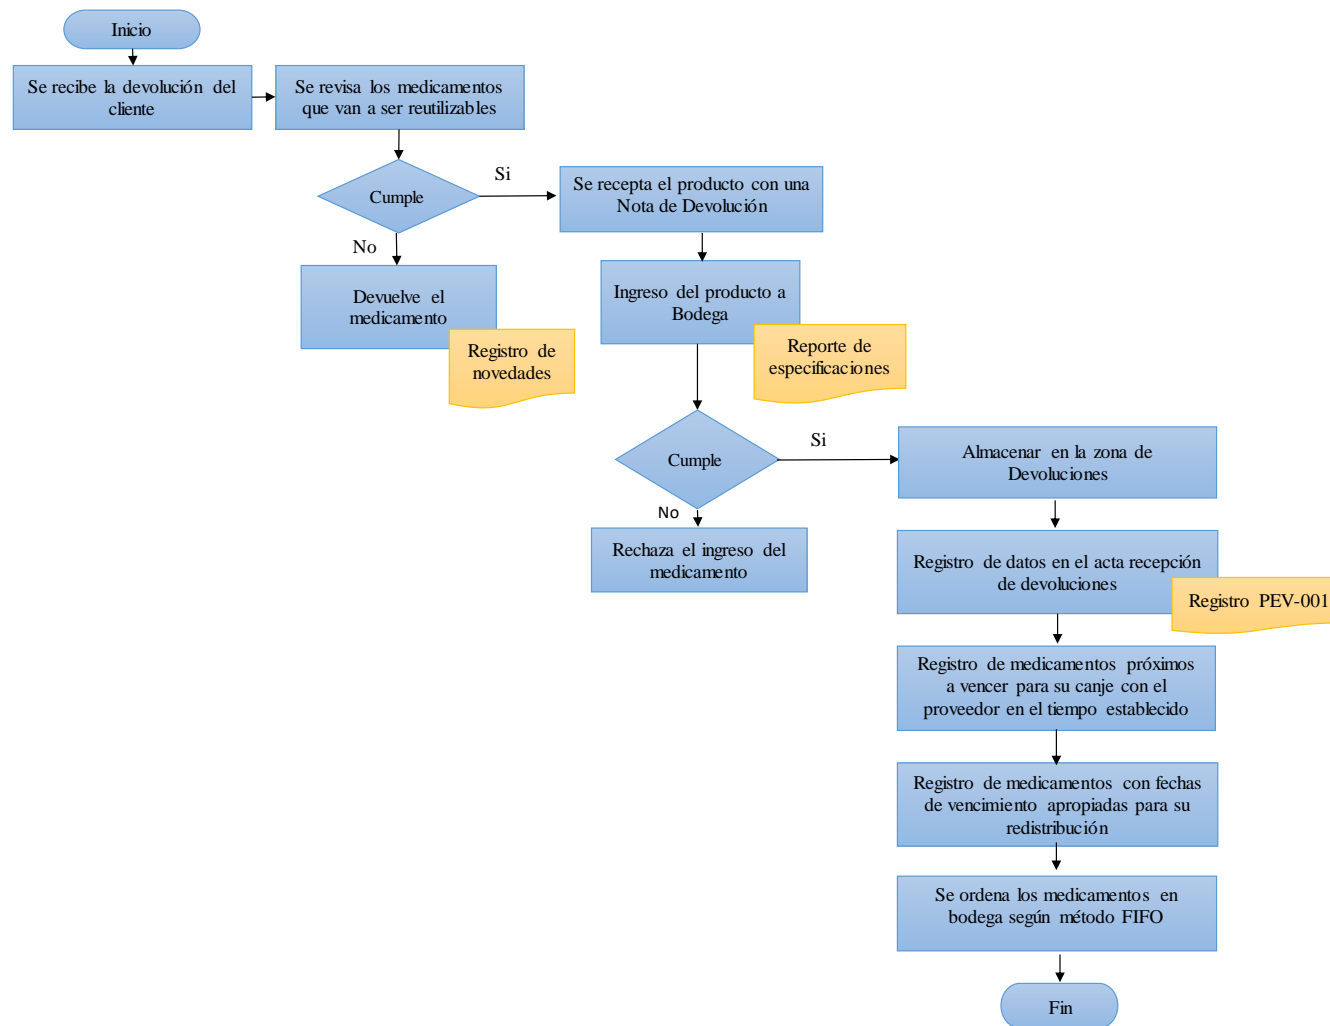 Inicio
Se recibe la devolución del
cliente
Se revisa los medicamentos
que van a ser reutilizables
Cumple
Si
Se recepta el producto con una
Nota de Devolución
No
Devuelve el
medicamento
Registro de
novedades
Ingreso del producto a
Bodega
Reporte de
especificaciones
Cumple
Si
Almacenar en la zona de
Devoluciones
No
Rechaza el ingreso del
medicamento
Registro de datos en el acta recepción
de devoluciones
Registro PEV-001
Registro de medicamentos próximos
a vencer para su canje con el
proveedor en el tiempo establecido
Registro de medicamentos con fechas
de vencimiento apropiadas para su
redistribución
Se ordena los medicamentos en
bodega según método FIFO
Fin